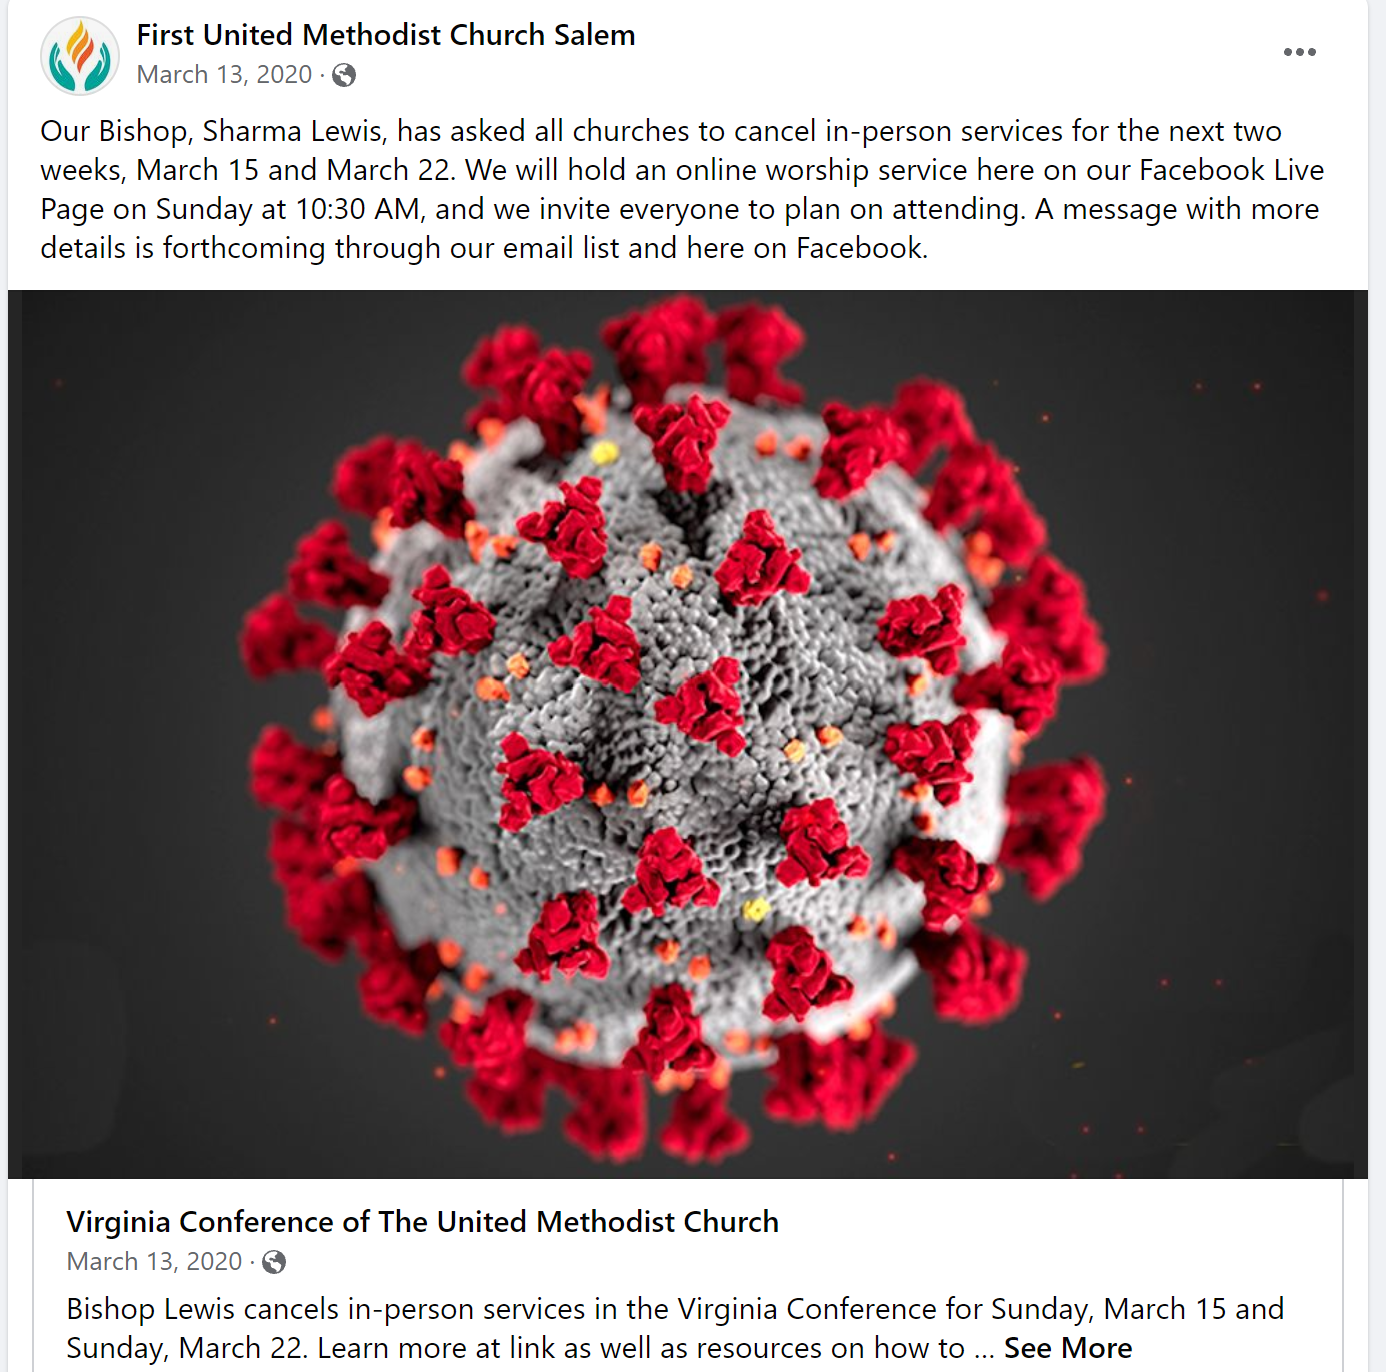 First United Methodist Church Salem
March 13, 2020 ·
Our Bishop, Sharma Lewis, has asked all churches to cancel in-person services for the next two
weeks, March 15 and March 22. We will hold an online worship service here on our Facebook Live
Page on Sunday at 10:30 AM, and we invite everyone to plan on attending. A message with more
details is forthcoming through our email list and here on Facebook.
Virginia Conference of The United Methodist Church
March 13, 2020 ·
Bishop Lewis cancels in-person services in the Virginia Conference for Sunday, March 15 and
Sunday, March 22. Learn more at link as well as resources on how to ... See More